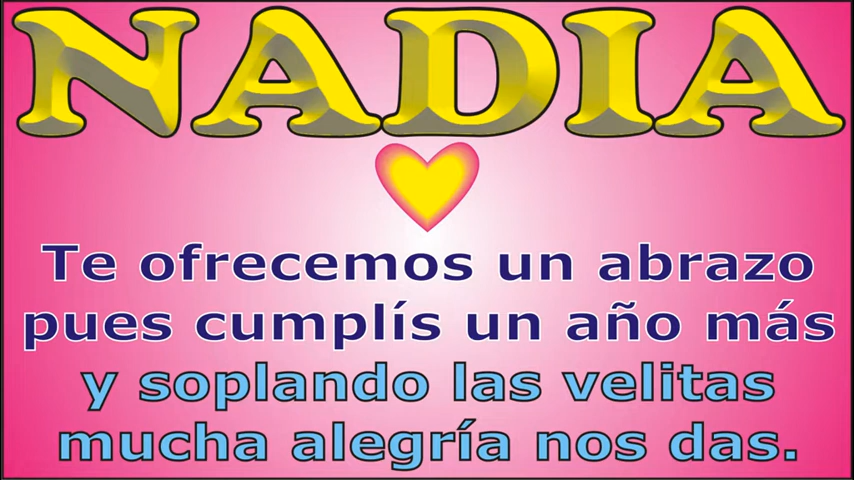 NADIA
Te ofrecemos un abrazo
pues cumplís un año más
y soplando las velitas
mucha alegría nos das.